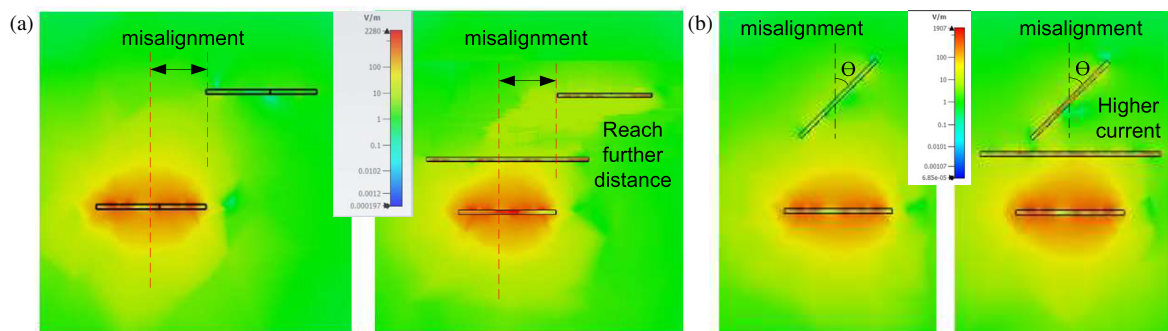 (a)
misalignment
V/m
2280
100
10
1
0.1
0.0102
0.0012
0.000197
misalignment
Reach
further
distance
(b)
misalignment
Θ
V/m
1907
100
10
1
0.1
0.0101
0.00107
6.85e-05
misalignment
Θ
Higher
current